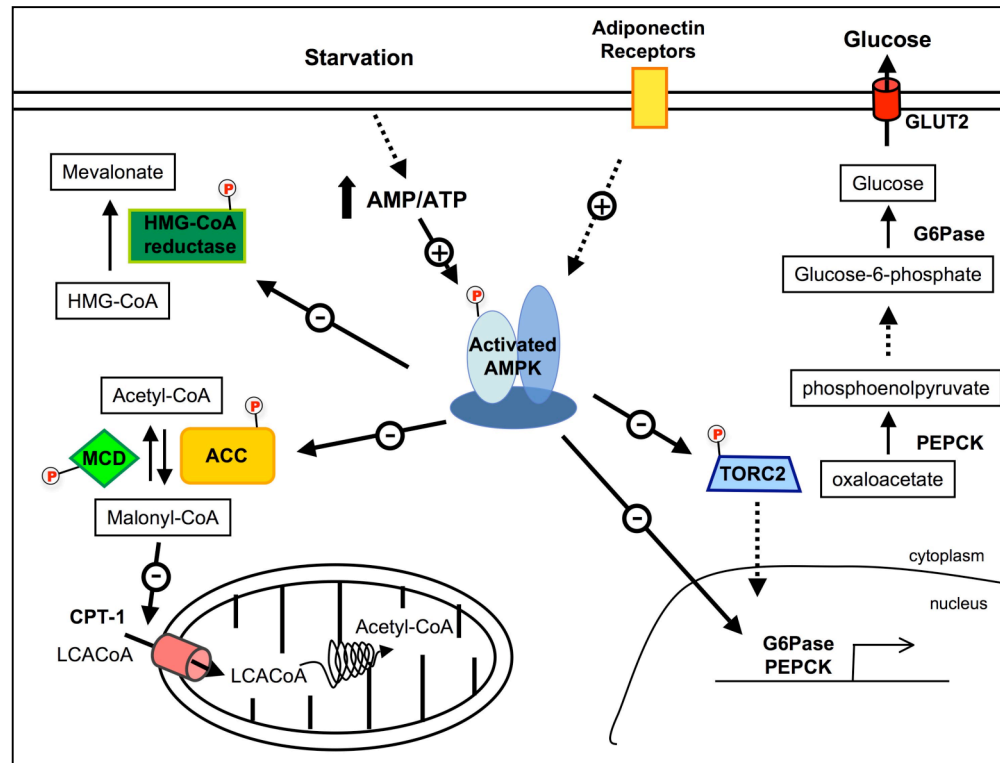 Starvation
Adiponectin
Receptors
Glucose
GLUT2
Mevalonate
P
HMG-CoA
reductase
HMG-CoA
AMP/ATP
+
+
Glucose
G6Pase
Glucose-6-phosphate
-
P
Activated
AMPK
phosphoenolpyruvate
PEPCK
oxaloacetate
Acetyl-CoA
P
MCD
P
ACC
-
-
P
TORC2
Malonyl-CoA
-
-
cytoplasm
nucleus
CPT-1
LCACoA
LCACoA
Acetyl-CoA
G6Pase
PEPCK